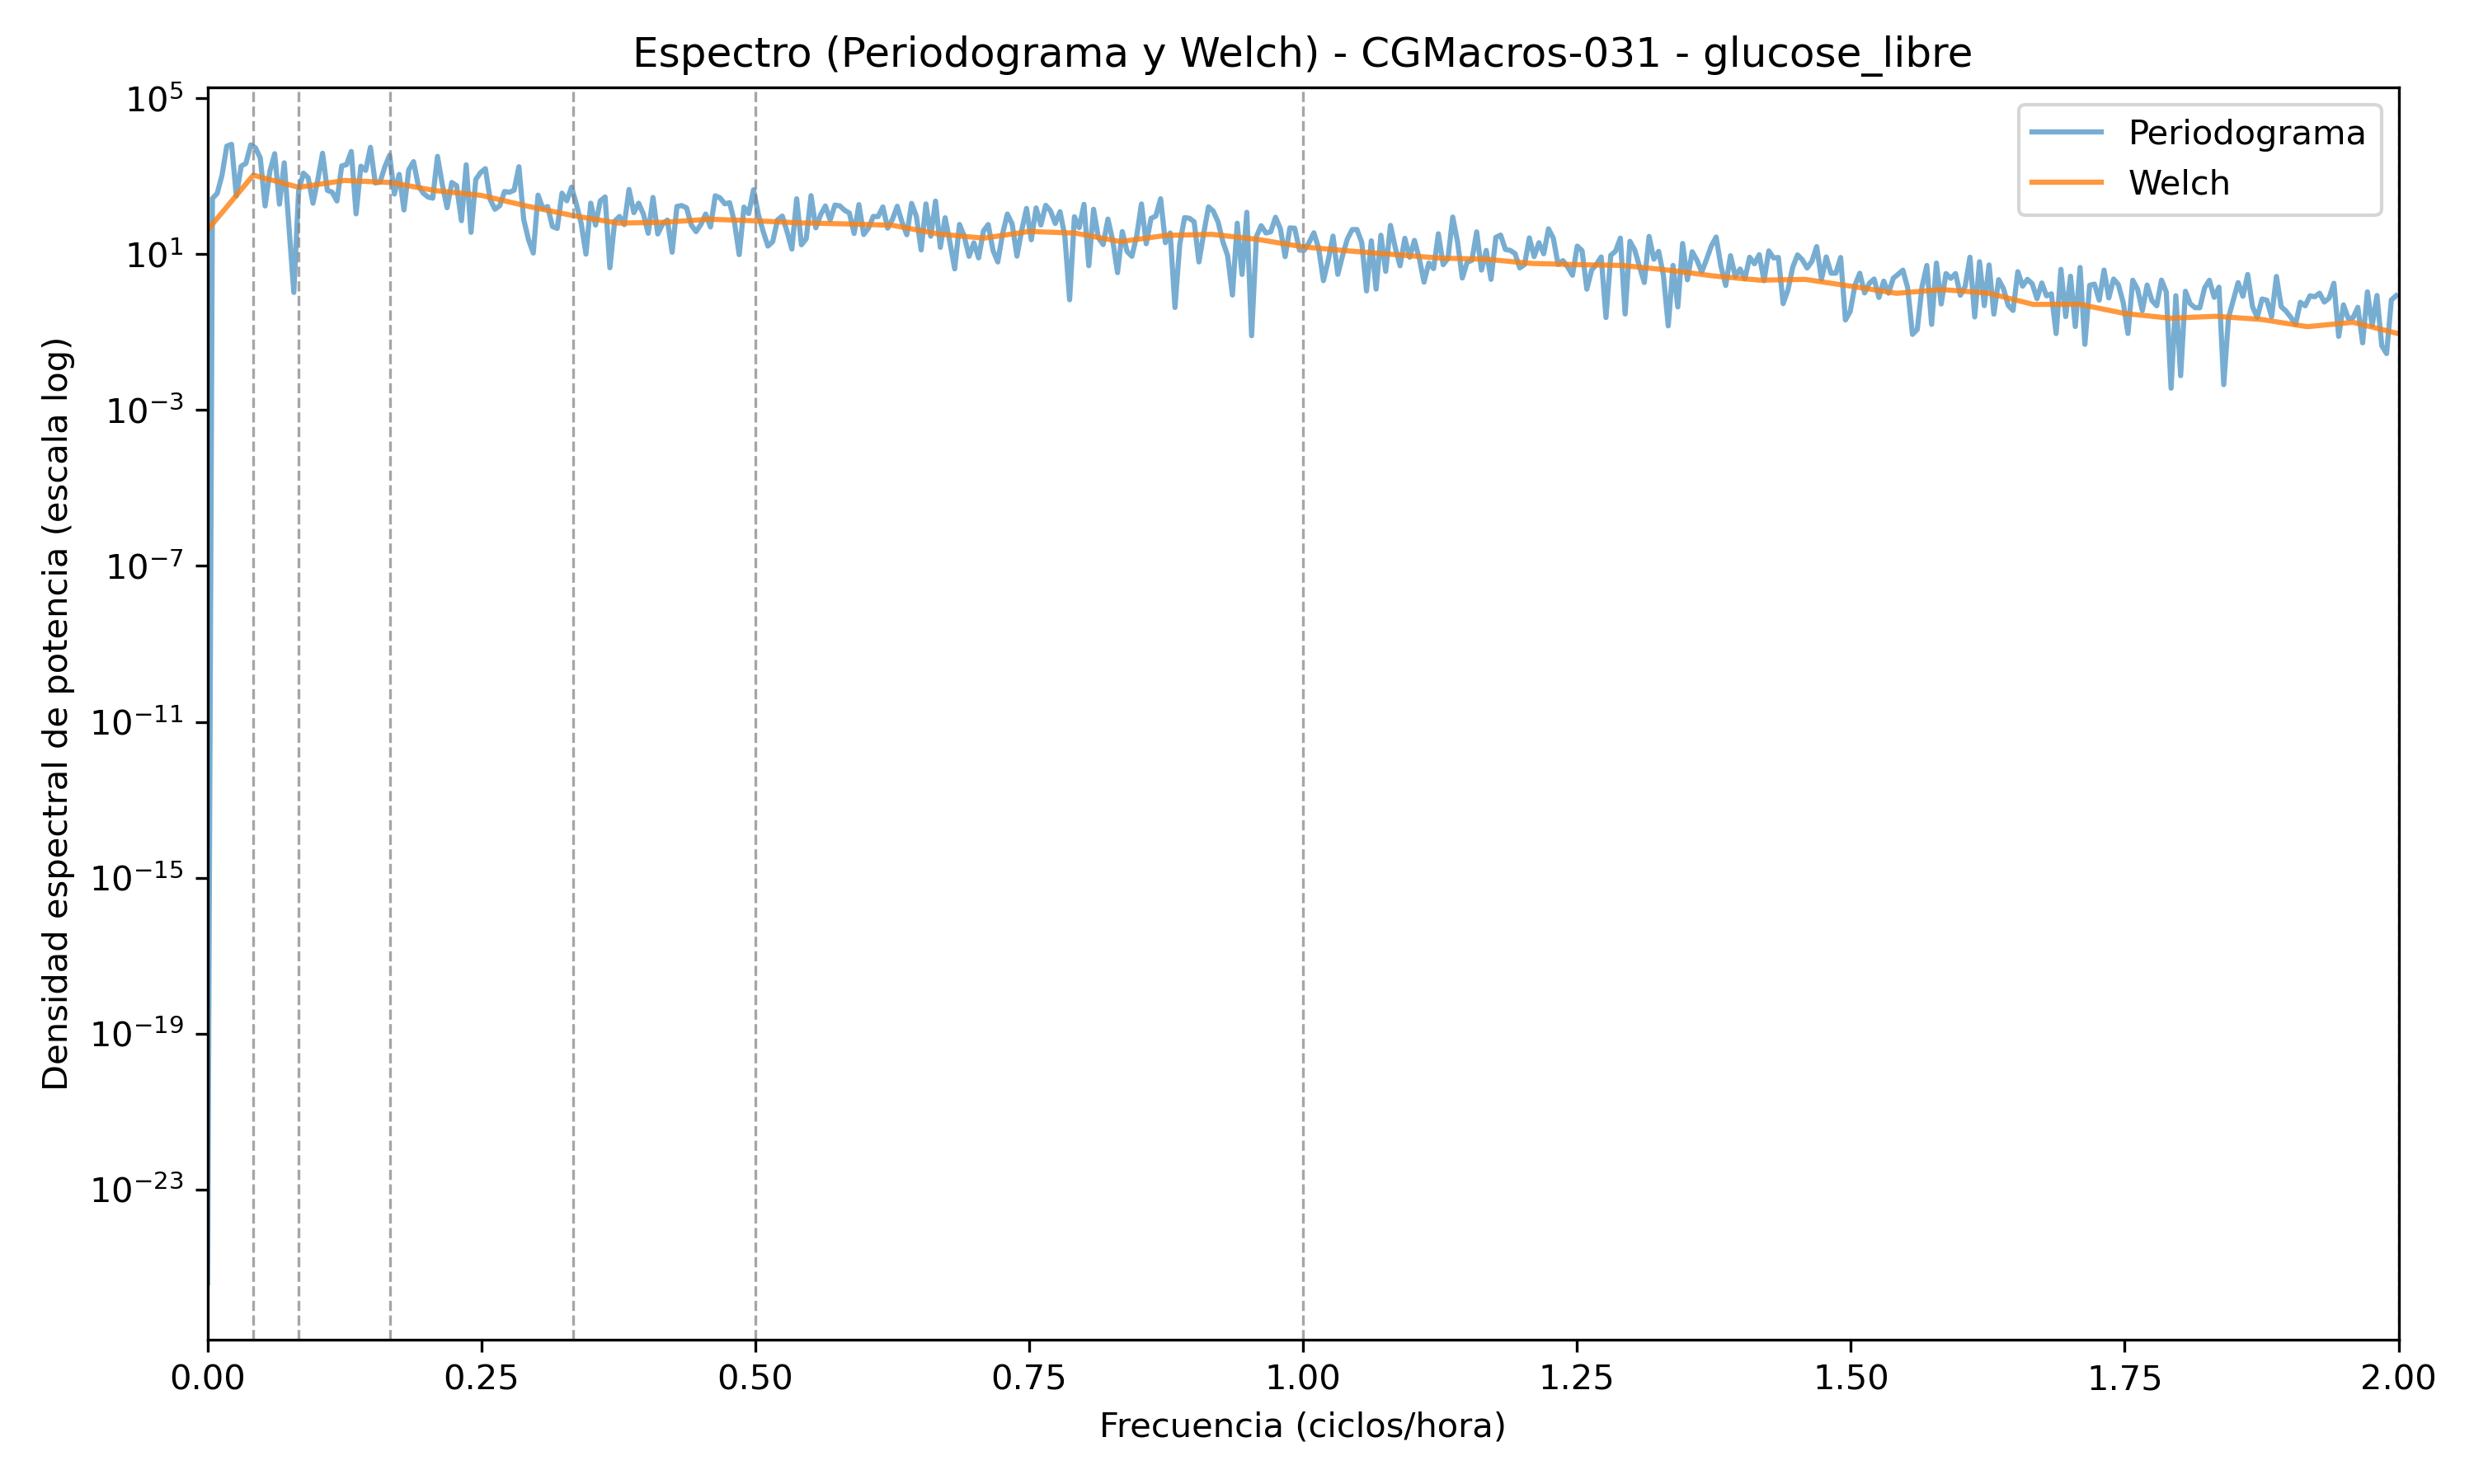 Espectro (Periodograma y Welch) - CGMacros-031 - glucose_libre
Periodograma
Welch
Densidad espectral de potencia (escala log)
10^5
10^1
10^−3
10^−7
10^−11
10^−15
10^−19
10^−23
0.00 0.25 0.50 0.75 1.00 1.25 1.50 1.75 2.00
Frecuencia (ciclos/hora)